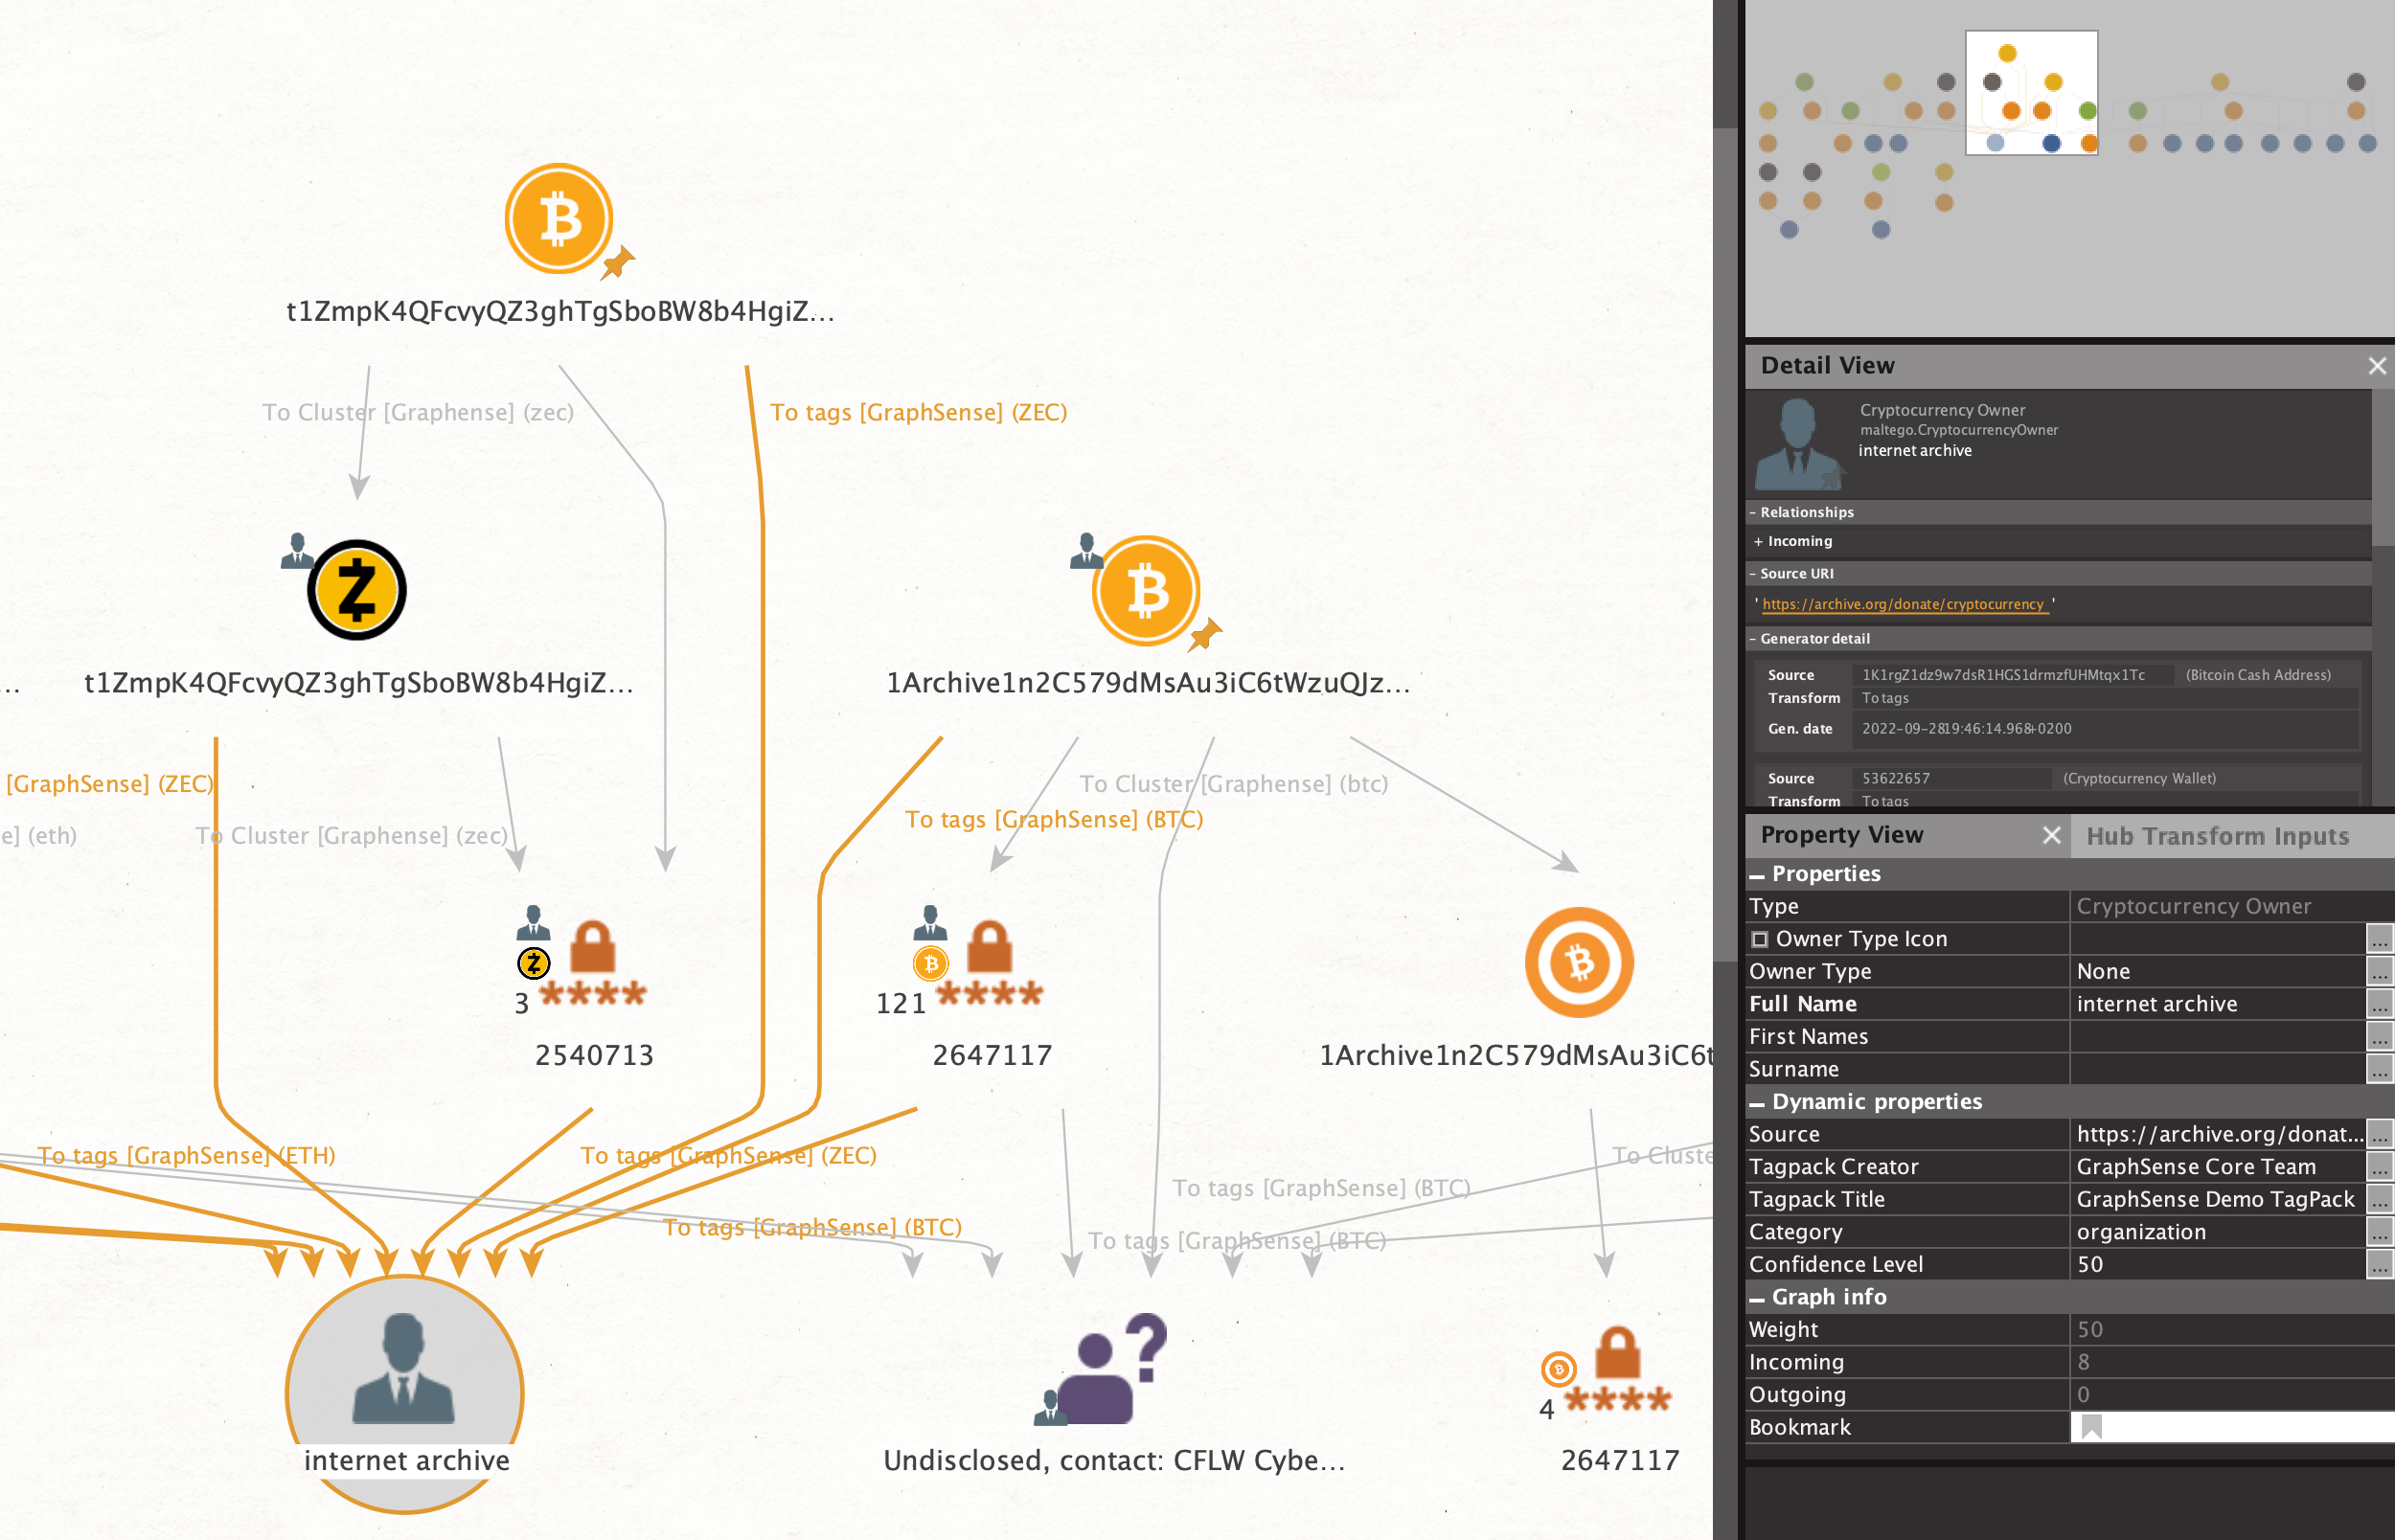 t1ZmpK4QFcvyQZ3ghTgSboBW8b4HgiZ...
To Cluster [Graphense] (zec)
To tags [GraphSense] (ZEC)
...
t1ZmpK4QFcvyQZ3ghTgSboBW8b4HgiZ...
1Archive1n2C579dMsAu3iC6tWzuQJz...
[GraphSense] (ZEC)
To Cluster [Graphense] (btc)
To tags [GraphSense] (BTC)
e] (eth)
To Cluster [Graphense] (zec)
3 ****
121 ****
2540713
2647117
1Archive1n2C579dMsAu3iC6t
To tags [GraphSense] (ETH)
To tags [GraphSense] (ZEC)
To Cluste
To tags [GraphSense] (BTC)
To tags [GraphSense] (BTC)
To tags [GraphSense] (BTC)
4 ****
internet archive
Undisclosed, contact: CFLW Cybe...
2647117
Detail View
Cryptocurrency Owner
maltego.CryptocurrencyOwner
internet archive
- Relationships
+ Incoming
- Source URI
' https://archive.org/donate/cryptocurrency '
- Generator detail
Source 1K1rgZ1dz9w7dsR1HGS1drmzfUHMtqx1Tc (Bitcoin Cash Address)
Transform To tags
Gen. date 2022-09-2819:46:14.968+0200
Source 53622657 (Cryptocurrency Wallet)
Transform To tags
Property View
Hub Transform Inputs
Properties
Type Cryptocurrency Owner
Owner Type Icon ...
Owner Type None ...
Full Name internet archive ...
First Names ...
Surname ...
Dynamic properties
Source https://archive.org/donat... ...
Tagpack Creator GraphSense Core Team ...
Tagpack Title GraphSense Demo TagPack ...
Category organization ...
Confidence Level 50 ...
Graph info
Weight 50
Incoming 8
Outgoing 0
Bookmark